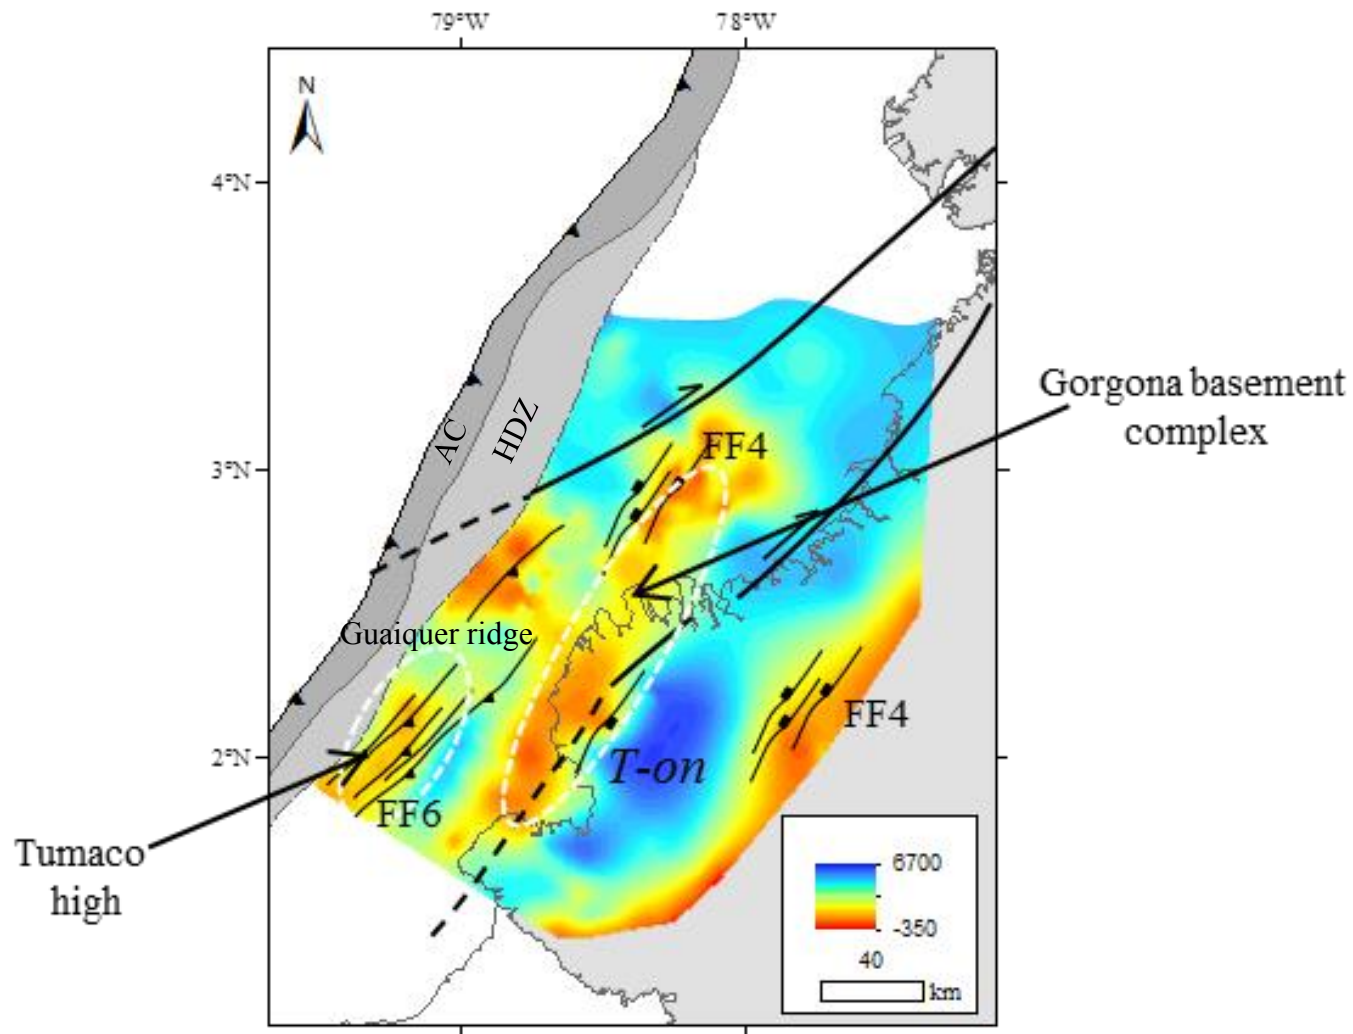 79°W
78°W
N
4°N
Gorgona basement
complex
AC
HDZ
FF4
3°N
Guaiquer ridge
FF4
2°N
T-on
FF6
Tumaco
high
6700
-350
40
km